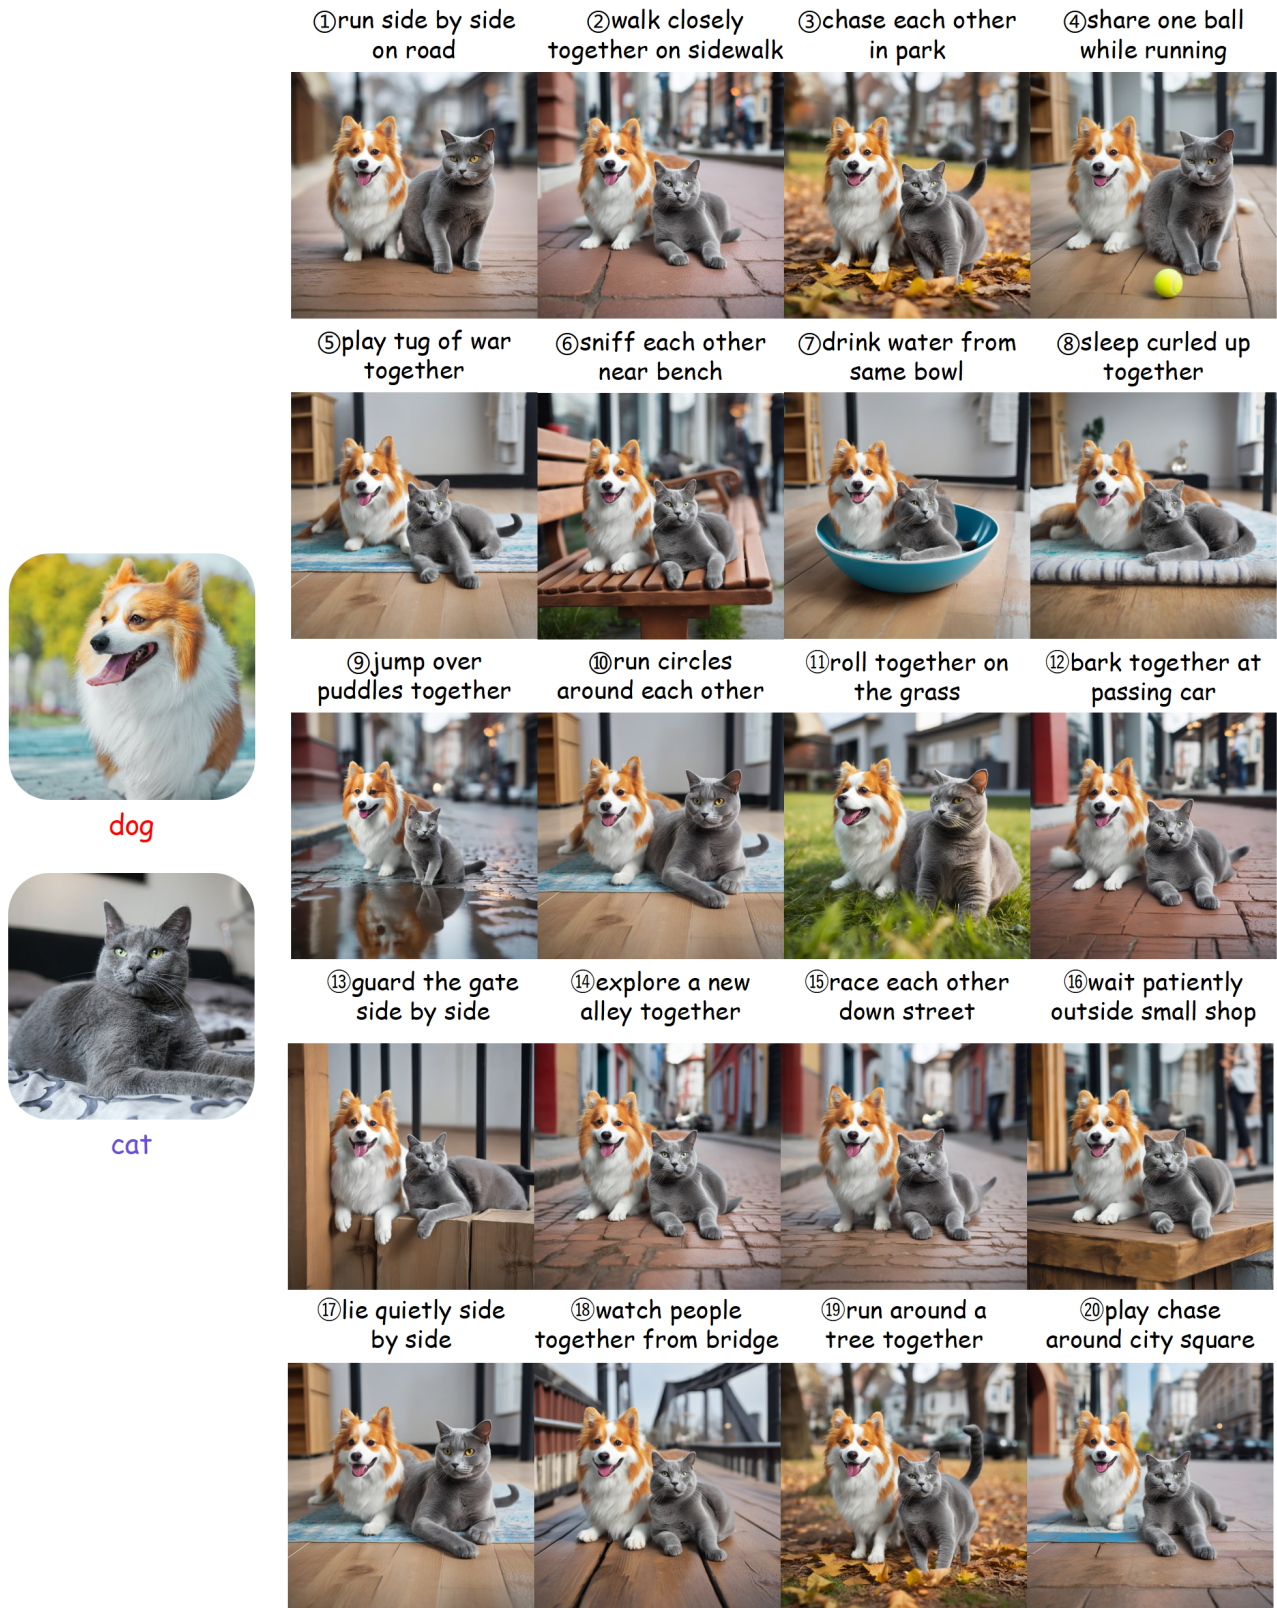 ①run side by side
on road
②walk closely
together on sidewalk
③chase each other
in park
④share one ball
while running
⑤play tug of war
together
⑥sniff each other
near bench
⑦drink water from
same bowl
⑧sleep curled up
together
⑨jump over
puddles together
⑩run circles
around each other
⑪roll together on
the grass
⑫bark together at
passing car
dog
⑬guard the gate
side by side
⑭explore a new
alley together
⑮race each other
down street
⑯wait patiently
outside small shop
cat
⑰lie quietly side
by side
⑱watch people
together from bridge
⑲run around a
tree together
⑳play chase
around city square